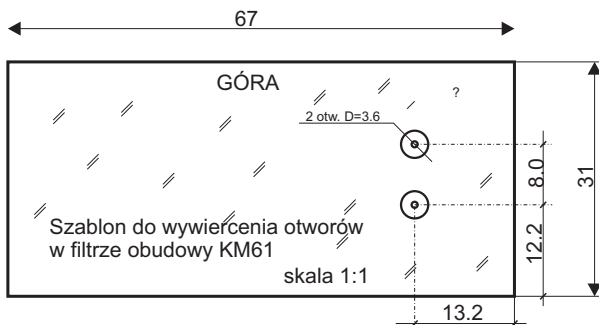 67
GÓRA
?
2 otw. D=3.6
8.0
31
Szablon do wywiercenia otworów
w filtrze obudowy KM61
12.2
skala 1:1
13.2